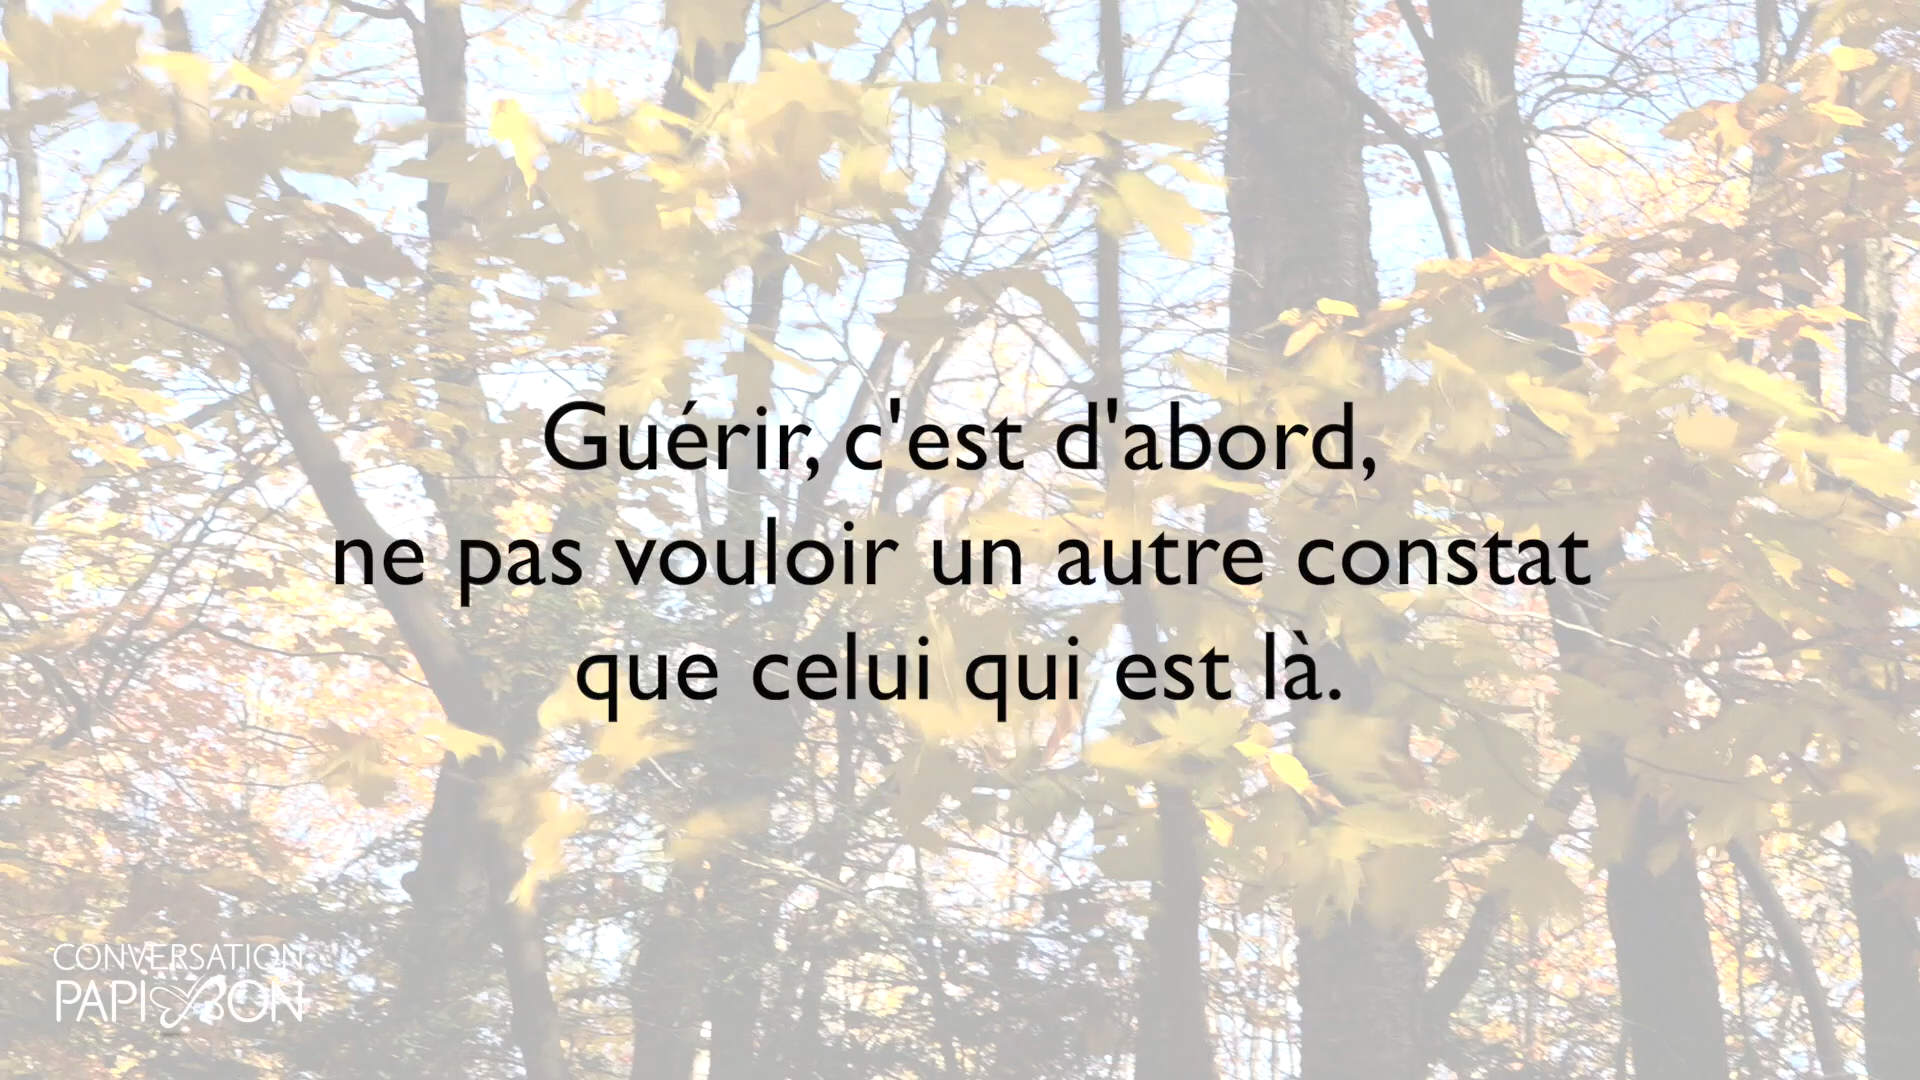 Guérir, c'est d'abord,
ne pas vouloir un autre constat
que celui qui est là.
CONVERSATION
PAPILLON